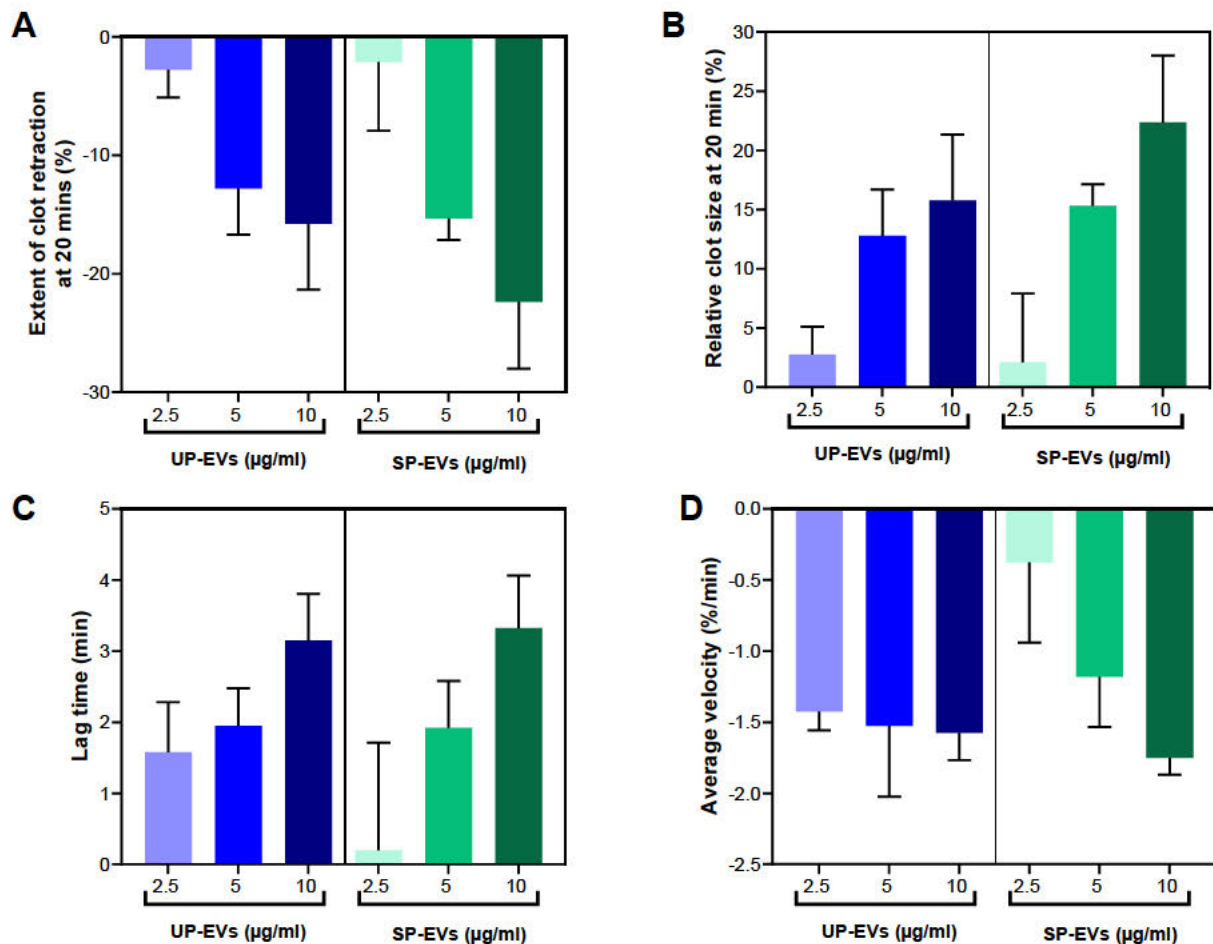 A
Extent of clot retraction
at 20 mins (%)
0
-10
-20
-30
2.5 5 10 2.5 5 10
UP-EVs (µg/ml) SP-EVs (µg/ml)
B
Relative clot size at 20 min (%)
30
25
20
15
10
5
0
2.5 5 10 2.5 5 10
UP-EVs (µg/ml) SP-EVs (µg/ml)
C
Lag time (min)
5
4
3
2
1
0
2.5 5 10 2.5 5 10
UP-EVs (µg/ml) SP-EVs (µg/ml)
D
Average velocity (%/min)
0.0
-0.5
-1.0
-1.5
-2.0
-2.5
2.5 5 10 2.5 5 10
UP-EVs (µg/ml) SP-EVs (µg/ml)